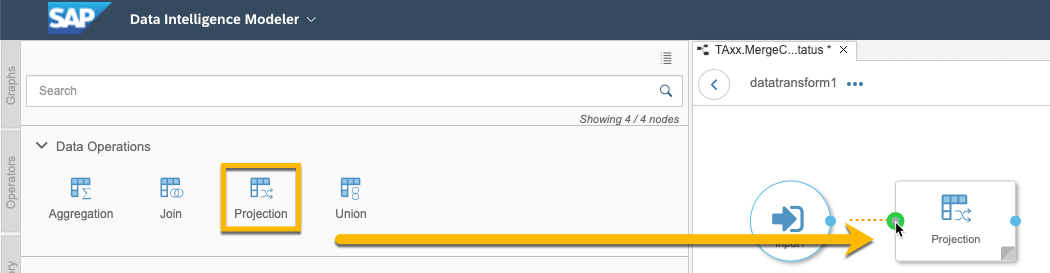 SAP
Data Intelligence Modeler
Graphs
Operators
Search
Showing 4 / 4 nodes
Data Operations
Aggregation
Join
Projection
Union
TAxx.MergeC...tatus *
datatransform1
Projection